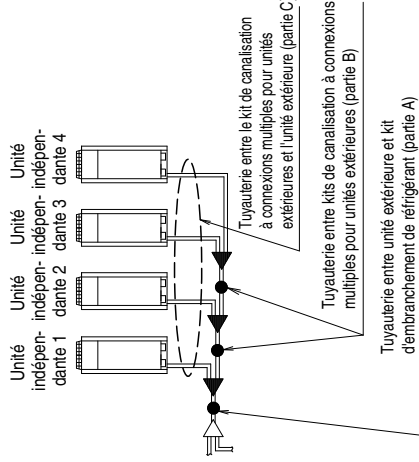 Unité
indépen-
dante 1
Unité
indépen-
dante 2
Unité
indépen-
dante 3
Unité
indépen-
dante 4
Tuyauterie entre le kit de canalisation
à connexions multiples pour unités
extérieures et l'unité extérieure (partie C)
Tuyauterie entre kits de canalisation à connexions
multiples pour unités extérieures (partie B)
Tuyauterie entre unité extérieure et kit
d'embranchement de réfrigérant (partie A)